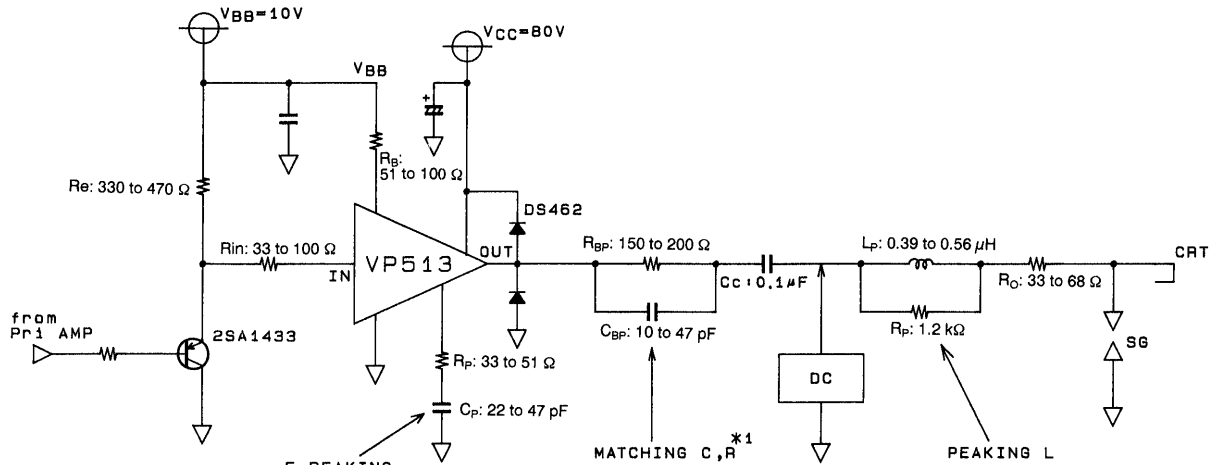 VBB=10V
VCC=80V
VBB
+
RB:
51 to 100 Ω
Re: 330 to 470 Ω
DS462
Rin: 33 to 100 Ω
IN
VP513
OUT
RBP: 150 to 200 Ω
LP: 0.39 to 0.56 μH
CC:0.1μF
RO: 33 to 68 Ω
CRT
from
Pri AMP
2SA1433
RP: 33 to 51 Ω
CBP: 10 to 47 pF
RP: 1.2 kΩ
SG
DC
CP: 22 to 47 pF
MATCHING C,R*1
PEAKING L
E PEAKING